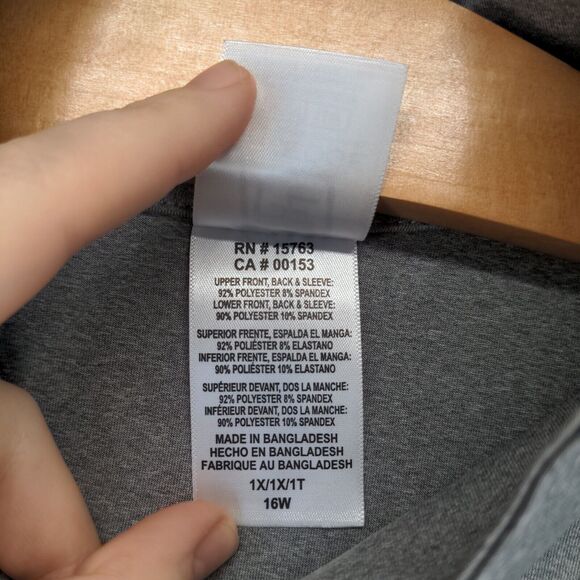 RN # 15763
CA # 00153
UPPER FRONT, BACK & SLEEVE:
92% POLYESTER 8% SPANDEX
LOWER FRONT, BACK & SLEEVE:
90% POLYESTER 10% SPANDEX
SUPERIOR FRENTE, ESPALDA EL MANGA:
92% POLIÉSTER 8% ELASTANO
INFERIOR FRENTE, ESPALDA EL MANGA:
90% POLIÉSTER 10% ELASTANO
SUPÉRIEUR DEVANT, DOS LA MANCHE:
92% POLYESTER 8% SPANDEX
INFÉRIEUR DEVANT, DOS LA MANCHE:
90% POLYESTER 10% SPANDEX
MADE IN BANGLADESH
HECHO EN BANGLADESH
FABRIQUE AU BANGLADESH
1X/1X/1T
16W